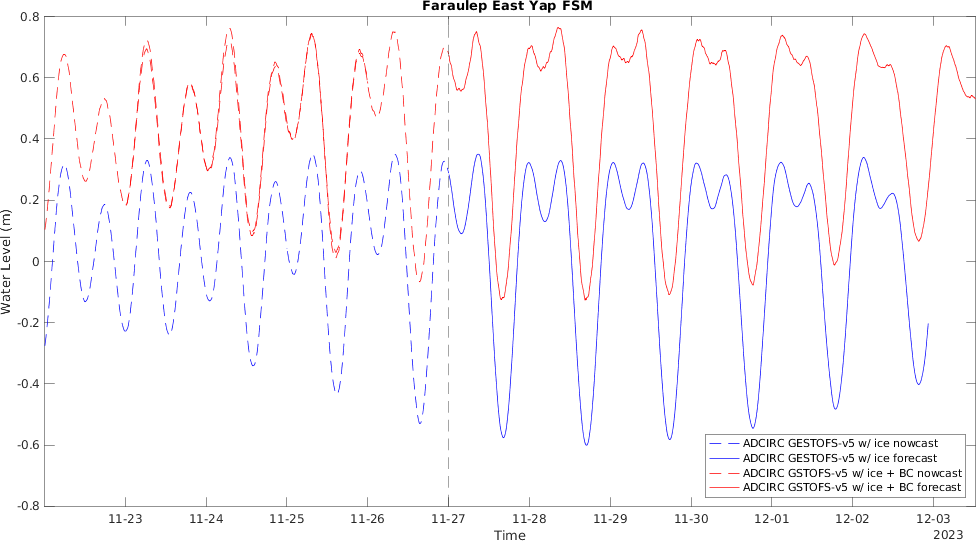 Faraulep East Yap FSM
0.8
0.6
0.4
0.2
0
-0.2
-0.4
-0.6
-0.8
Water Level (m)
11-23 11-24 11-25 11-26 11-27 11-28 11-29 11-30 12-01 12-02 12-03
Time
2023
ADCIRC GESTOFS-v5 w/ ice nowcast
ADCIRC GESTOFS-v5 w/ ice forecast
ADCIRC GSTOFS-v5 w/ ice + BC nowcast
ADCIRC GSTOFS-v5 w/ ice + BC forecast